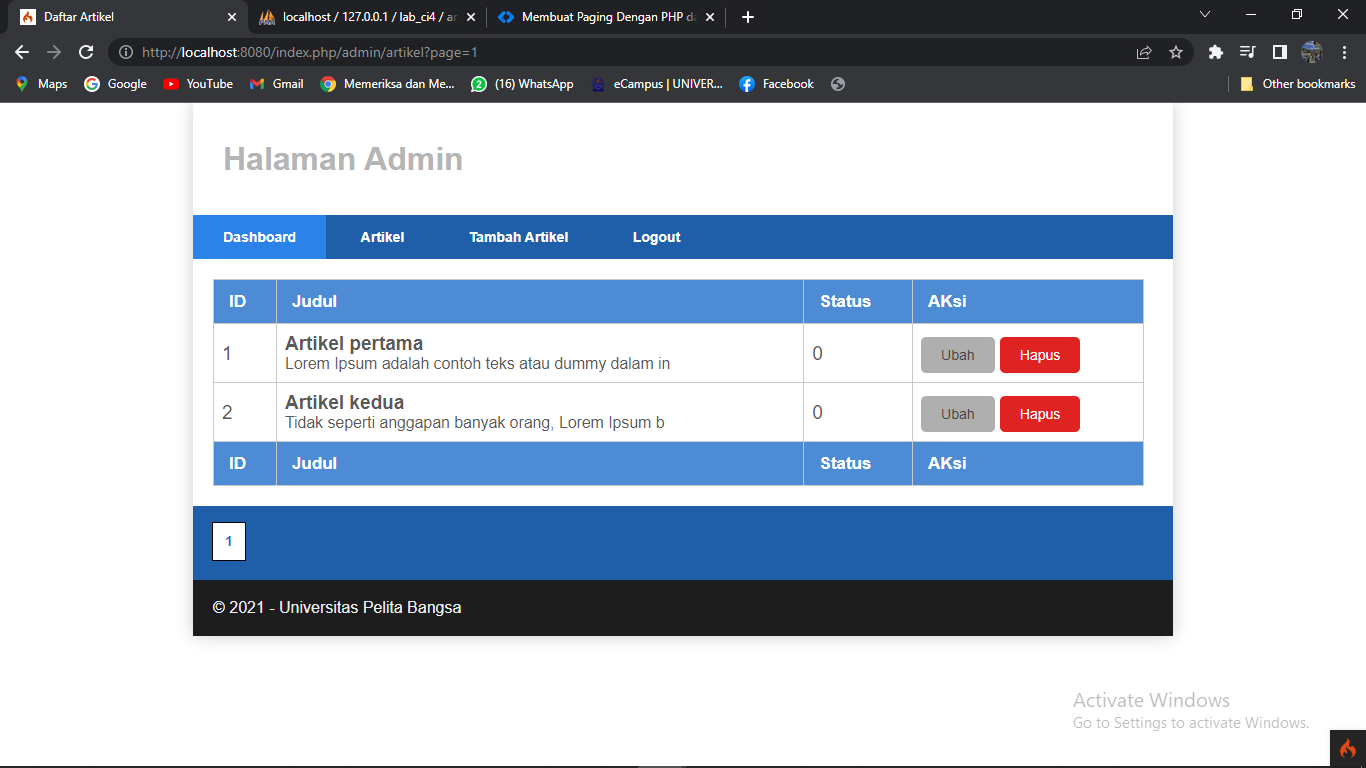 Daftar Artikel
localhost / 127.0.0.1 / lab_ci4 / ar
Membuat Paging Dengan PHP da
http://localhost:8080/index.php/admin/artikel?page=1
Maps
Google
YouTube
Gmail
Memeriksa dan Me...
2
(16) WhatsApp
eCampus | UNIVER...
Facebook
Other bookmarks
Halaman Admin
Dashboard Artikel Tambah Artikel Logout
ID Judul Status AKsi
1 Artikel pertama 0 Ubah Hapus
Lorem Ipsum adalah contoh teks atau dummy dalam in
2 Artikel kedua 0 Ubah Hapus
Tidak seperti anggapan banyak orang, Lorem Ipsum b
ID Judul Status AKsi
1
© 2021 - Universitas Pelita Bangsa
Activate Windows
Go to Settings to activate Windows.